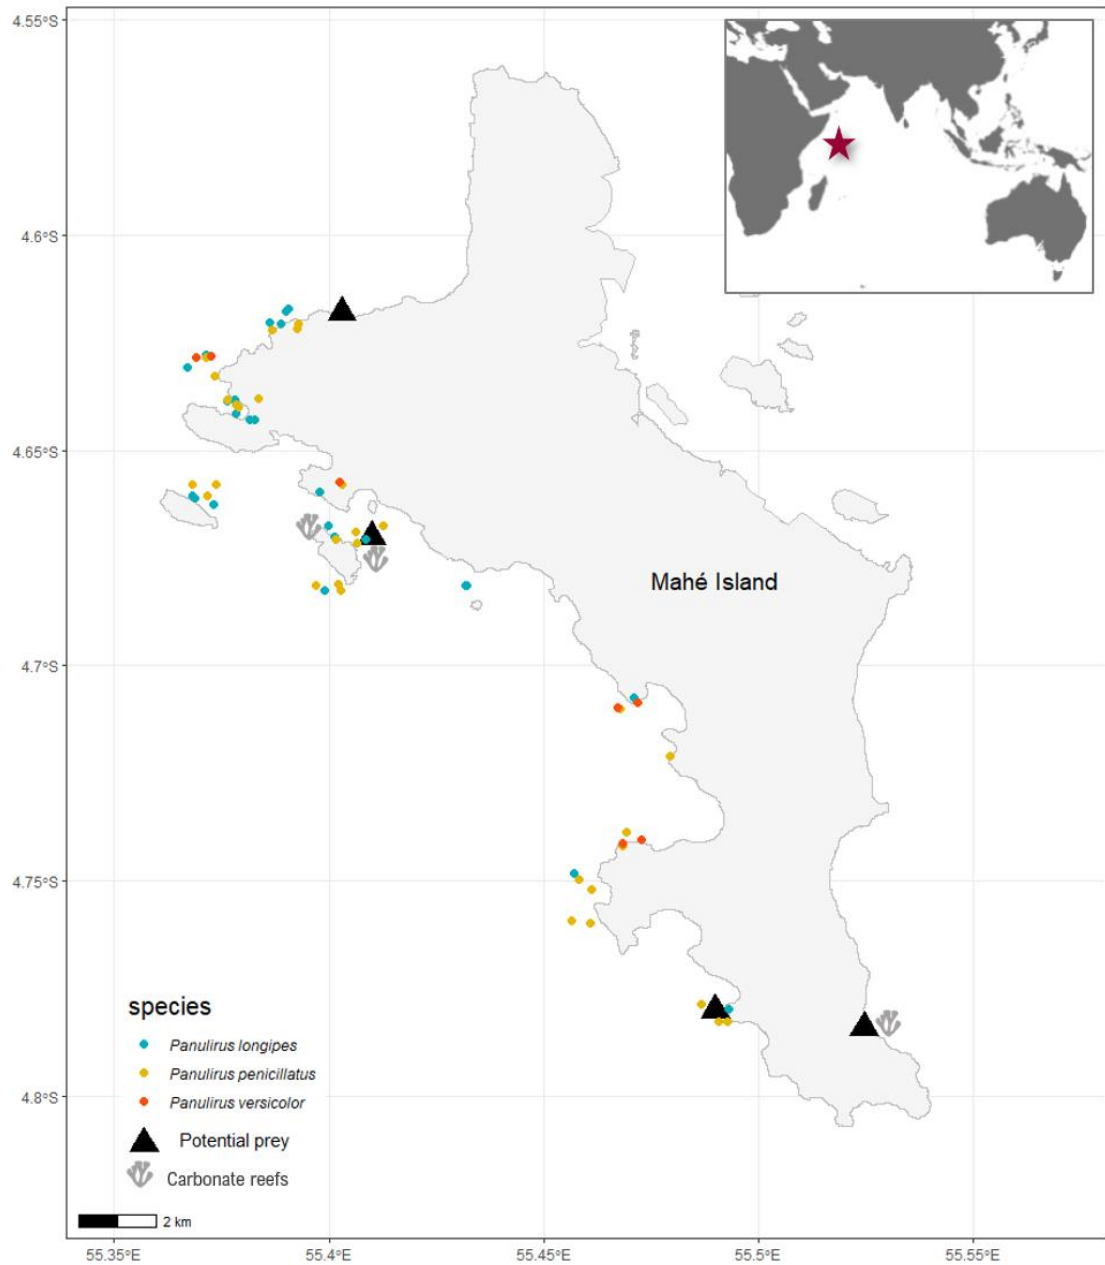 4.55°S
4.6°S
4.65°S
Mahé Island
4.7°S
4.75°S
species
Panulirus longipes
Panulirus penicillatus
4.8°S
Panulirus versicolor
Potential prey
Carbonate reefs
2 km
55.35°E 55.4°E 55.45°E 55.5°E 55.55°E